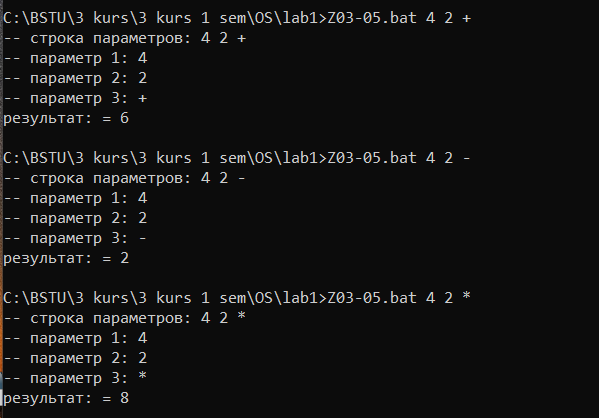 C:\BSTU\3 kurs\3 kurs 1 sem\OS\lab1>Z03-05.bat 4 2 +
-- строка параметров: 4 2 +
-- параметр 1: 4
-- параметр 2: 2
-- параметр 3: +
результат: = 6
C:\BSTU\3 kurs\3 kurs 1 sem\OS\lab1>Z03-05.bat 4 2 -
-- строка параметров: 4 2 -
-- параметр 1: 4
-- параметр 2: 2
-- параметр 3: -
результат: = 2
C:\BSTU\3 kurs\3 kurs 1 sem\OS\lab1>Z03-05.bat 4 2 *
-- строка параметров: 4 2 *
-- параметр 1: 4
-- параметр 2: 2
-- параметр 3: *
результат: = 8